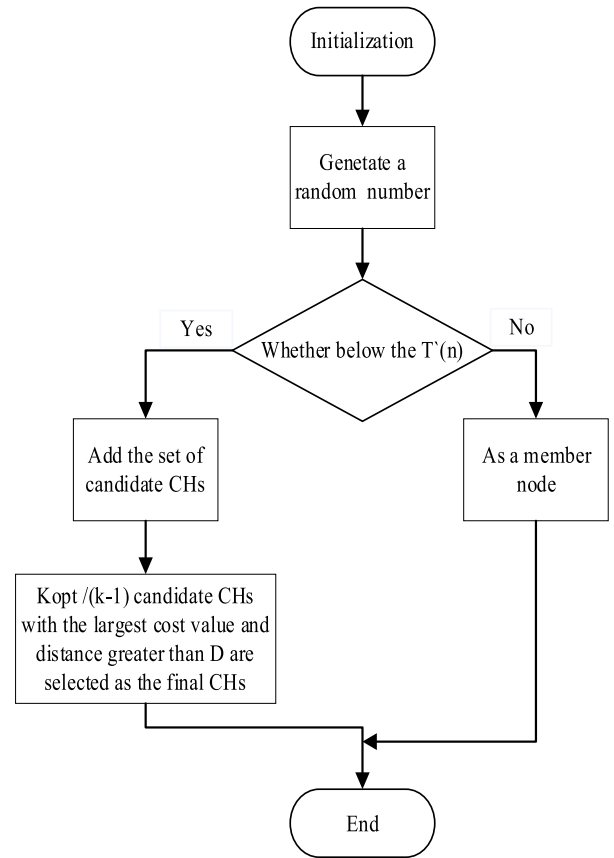 Initialization
Genetate a
random number
Yes
No
Whether below the T`(n)
Add the set of
candidate CHs
As a member
node
Kopt /(k-1) candidate CHs
with the largest cost value and
distance greater than D are
selected as the final CHs
End